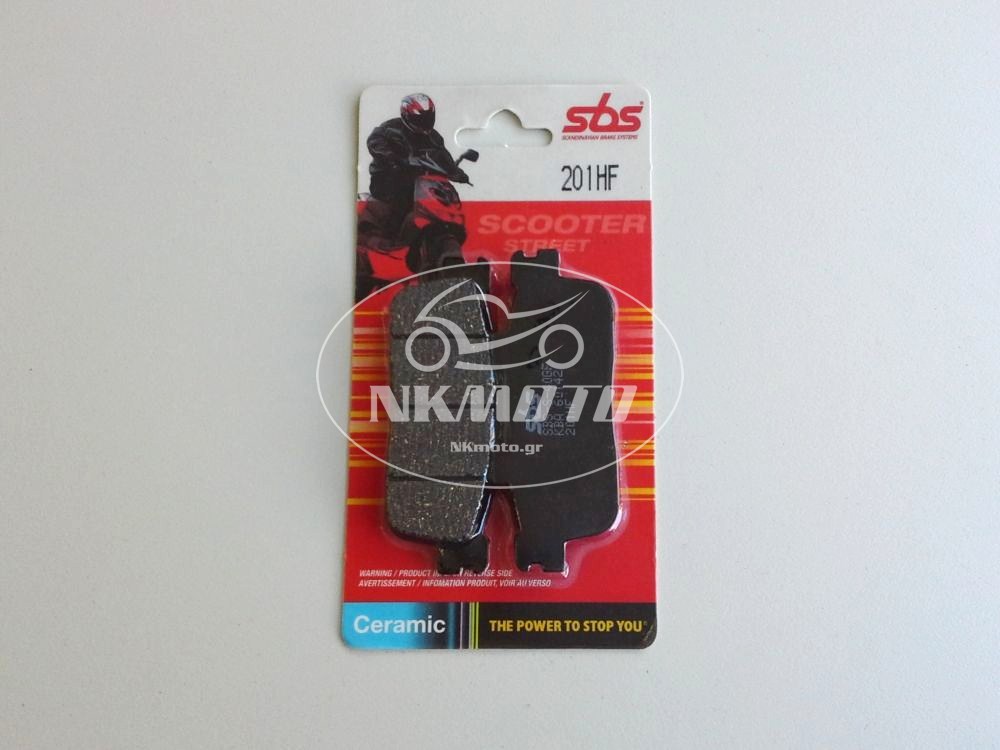 sbs
SCANDINAVIAN BRAKE SYSTEMS
201HF
SCOOTER
STREET
NKMOTO
NKmoto.gr
sbs
WARNING / PRODUCT REVERSE SIDE
AVERTISSEMENT / INFOMATION PRODUIT, VOIR AU VERSO
Ceramic
THE POWER TO STOP YOU®